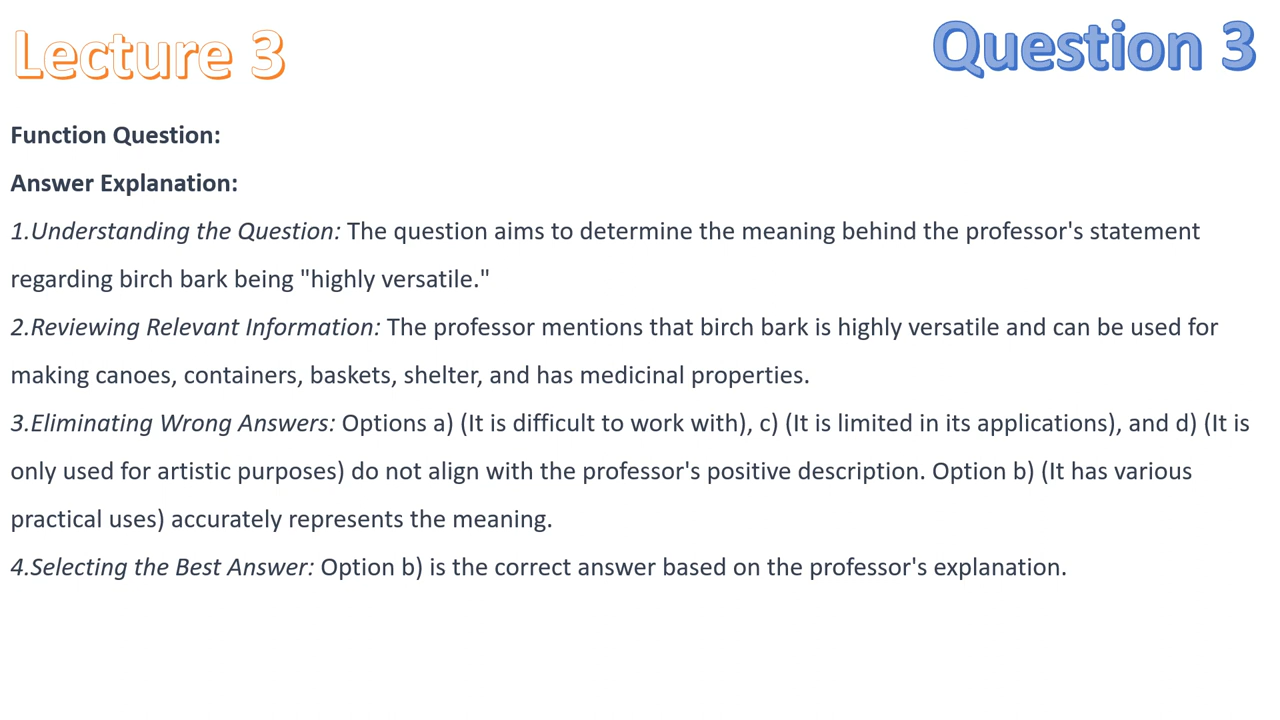 Lecture 3
Question 3
Function Question:
Answer Explanation:
1.Understanding the Question: The question aims to determine the meaning behind the professor's statement
regarding birch bark being "highly versatile."
2.Reviewing Relevant Information: The professor mentions that birch bark is highly versatile and can be used for
making canoes, containers, baskets, shelter, and has medicinal properties.
3.Eliminating Wrong Answers: Options a) (It is difficult to work with), c) (It is limited in its applications), and d) (It is
only used for artistic purposes) do not align with the professor's positive description. Option b) (It has various
practical uses) accurately represents the meaning.
4.Selecting the Best Answer: Option b) is the correct answer based on the professor's explanation.